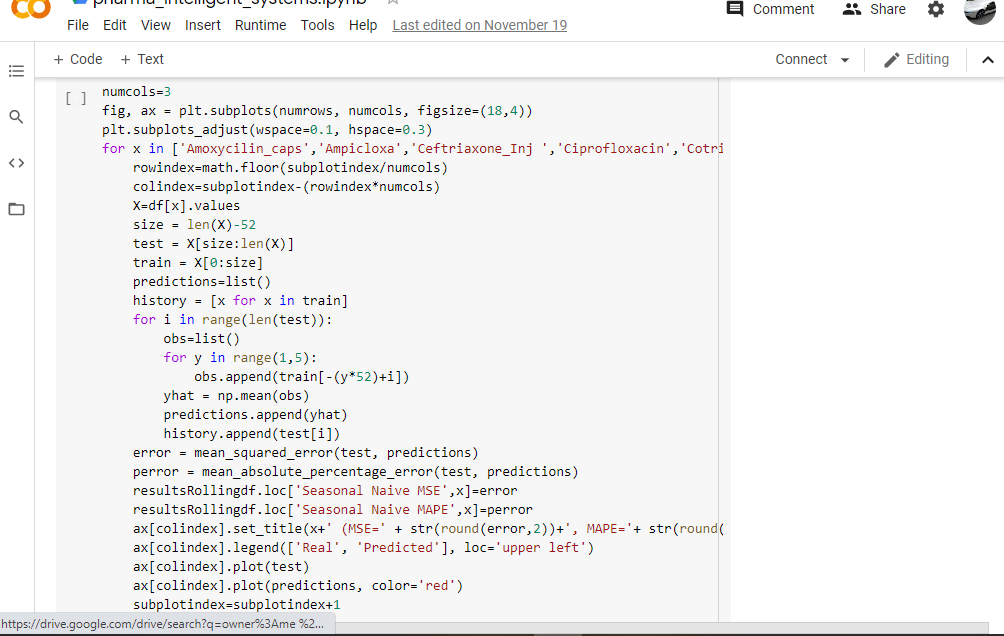 pharma_intelligent_systems.ipynb
Comment
Share
File Edit View Insert Runtime Tools Help Last edited on November 19
+ Code + Text
Connect
Editing
[ ]
numcols=3
fig, ax = plt.subplots(numrows, numcols, figsize=(18,4))
plt.subplots_adjust(wspace=0.1, hspace=0.3)
for x in ['Amoxycilin_caps','Ampicloxa','Ceftriaxone_Inj ','Ciprofloxacin','Cotri
rowindex=math.floor(subplotindex/numcols)
colindex=subplotindex-(rowindex*numcols)
X=df[x].values
size = len(X)-52
test = X[size:len(X)]
train = X[0:size]
predictions=list()
history = [x for x in train]
for i in range(len(test)):
obs=list()
for y in range(1,5):
obs.append(train[-(y*52)+i])
yhat = np.mean(obs)
predictions.append(yhat)
history.append(test[i])
error = mean_squared_error(test, predictions)
perror = mean_absolute_percentage_error(test, predictions)
resultsRollingdf.loc['Seasonal Naive MSE',x]=error
resultsRollingdf.loc['Seasonal Naive MAPE',x]=perror
ax[colindex].set_title(x+' (MSE=' + str(round(error,2))+', MAPE='+ str(round(
ax[colindex].legend(['Real', 'Predicted'], loc='upper left')
ax[colindex].plot(test)
ax[colindex].plot(predictions, color='red')
subplotindex=subplotindex+1
https://drive.google.com/drive/search?q=owner%3Ame %2...